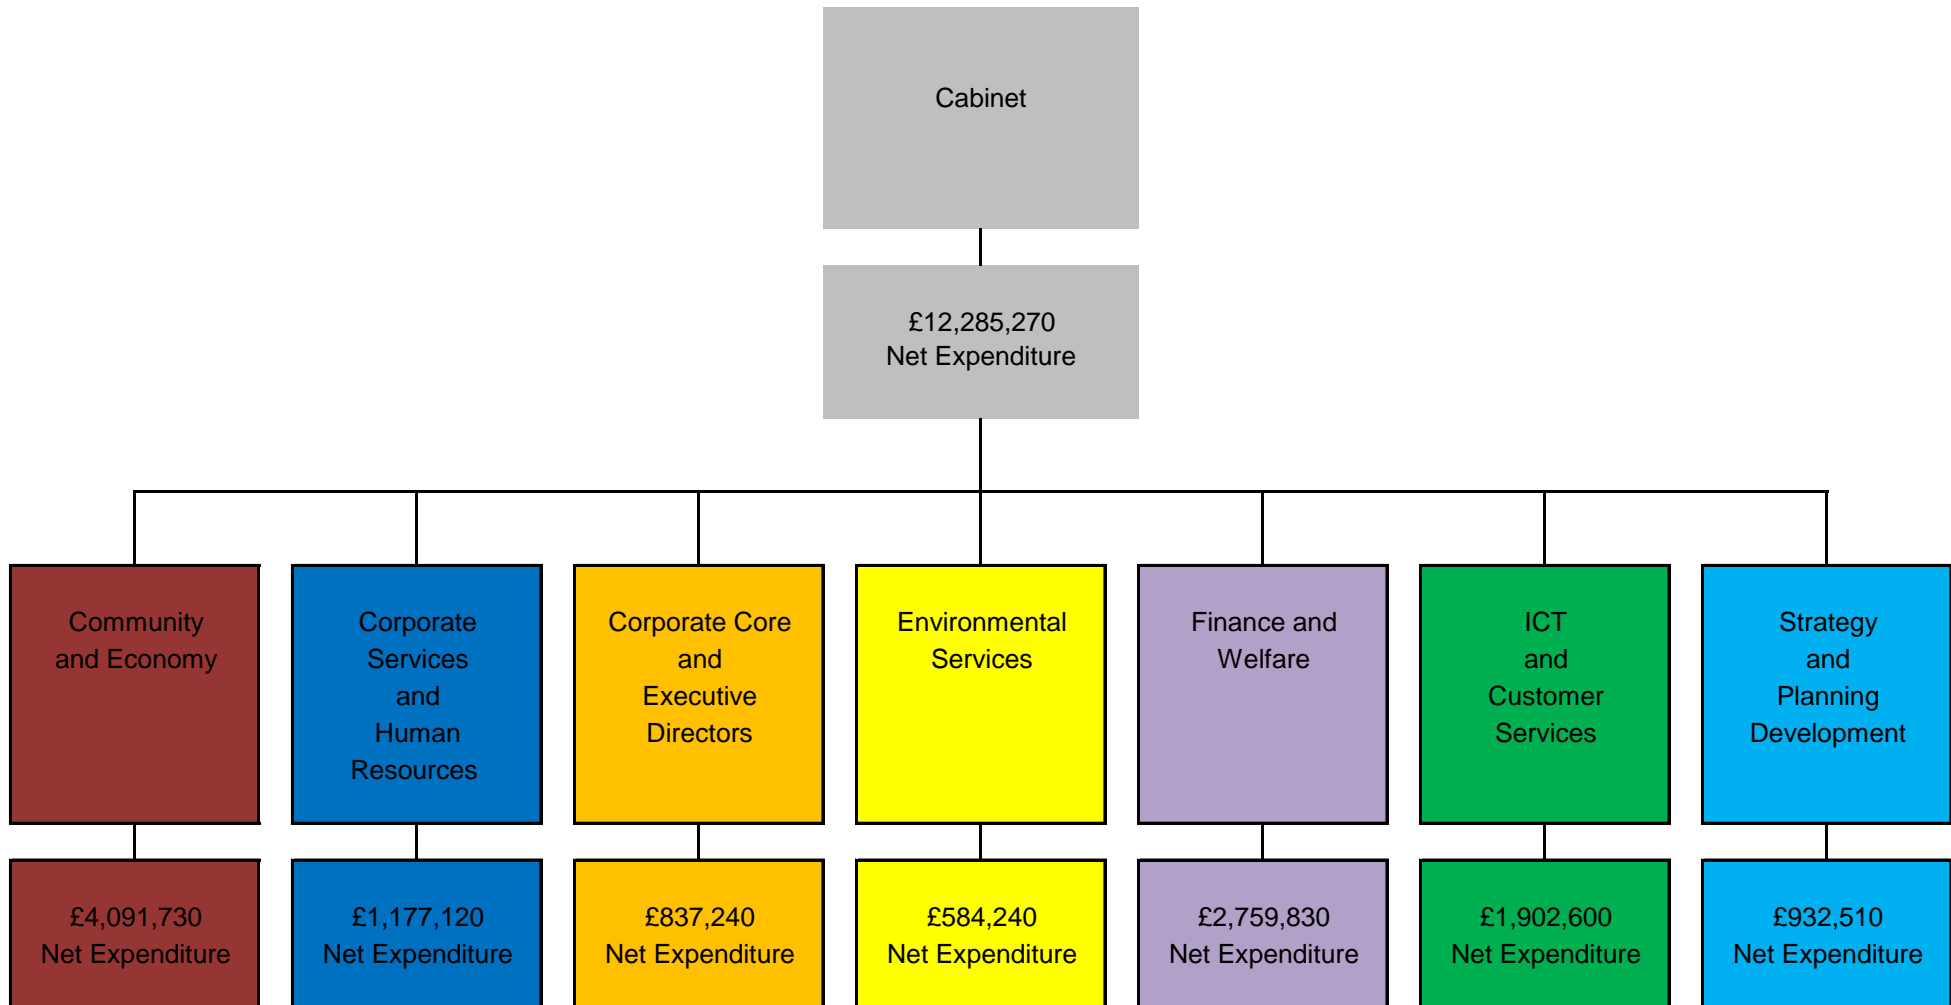 Cabinet
£12,285,270
Net Expenditure
Community
and Economy
Corporate
Services
and
Human
Resources
Corporate Core
and
Executive
Directors
Environmental
Services
Finance and
Welfare
ICT
and
Customer
Services
Strategy
and
Planning
Development
£4,091,730
Net Expenditure
£1,177,120
Net Expenditure
£837,240
Net Expenditure
£584,240
Net Expenditure
£2,759,830
Net Expenditure
£1,902,600
Net Expenditure
£932,510
Net Expenditure